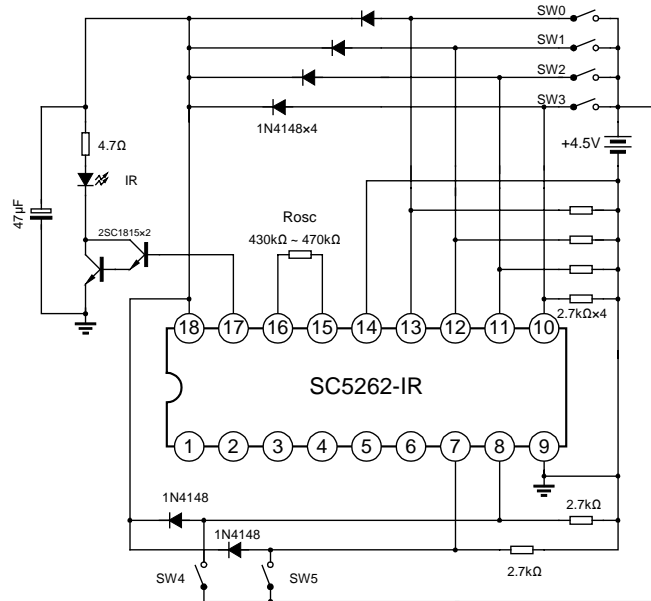 SW0
SW1
SW2
SW3
1N4148×4
+4.5V
4.7Ω
IR
47μF
2SC1815×2
Rosc
430kΩ ~ 470kΩ
2.7kΩ×4
18 17 16 15 14 13 12 11 10
SC5262-IR
1 2 3 4 5 6 7 8 9
1N4148
2.7kΩ
1N4148
2.7kΩ
SW4
SW5